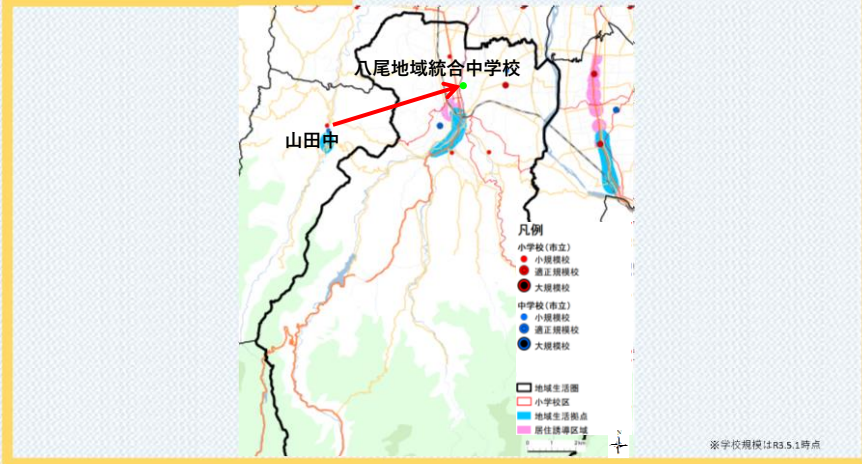 八尾地域統合中学校
山田中
凡例
小学校（市立）
小規模校
適正規模校
大規模校
中学校（市立）
小規模校
適正規模校
大規模校
地域生活圏
小学校区
地域生活拠点
居住誘導区域
0 1 2km
※学校規模はR3.5.1時点